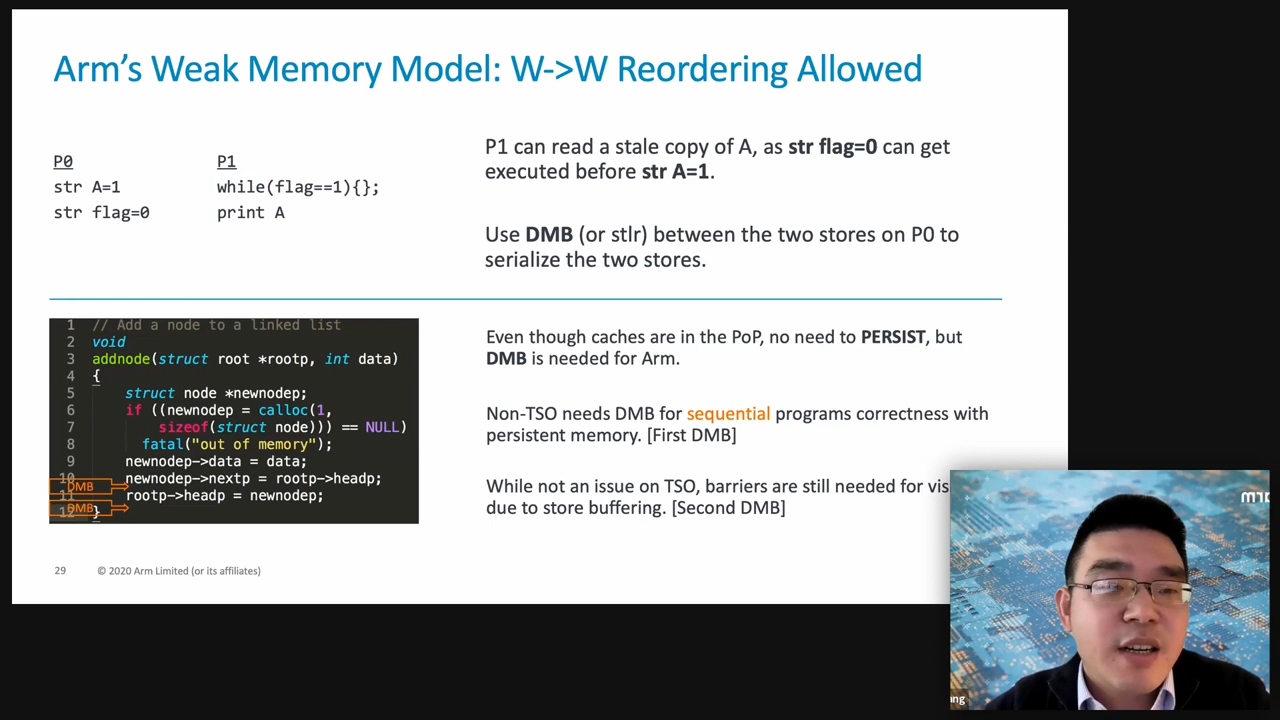 Arm's Weak Memory Model: W->W Reordering Allowed
P0
P1
str A=1
while(flag==1){};
str flag=0
print A
P1 can read a stale copy of A, as str flag=0 can get
executed before str A=1.
Use DMB (or stlr) between the two stores on P0 to
serialize the two stores.
1 // Add a node to a linked list
2 void
3 addnode(struct root *rootp, int data)
4 {
5 struct node *newnodep;
6 if ((newnodep = calloc(1,
7 sizeof(struct node))) == NULL)
8 fatal("out of memory");
9 newnodep->data = data;
10 newnodep->nextp = rootp->headp;
DMB
11 rootp->headp = newnodep;
DMB
12 }
Even though caches are in the PoP, no need to PERSIST, but
DMB is needed for Arm.
Non-TSO needs DMB for sequential programs correctness with
persistent memory. [First DMB]
While not an issue on TSO, barriers are still needed for vis
due to store buffering. [Second DMB]
29 © 2020 Arm Limited (or its affiliates)
ang